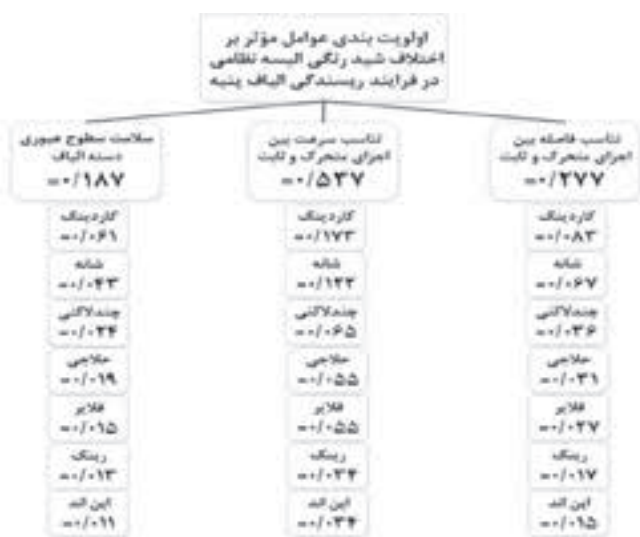 اولویت بندی عوامل مؤثر بر
اختلاف شید رنگی البسه نظامی
در فرایند ریسندگی الیاف پنبه
تناسب فاصله بین
اجزای متحرک و ثابت
=۰/۲۷۷
کاردینگ
=۰/۰۸۳
شانه
=۰/۰۶۷
چندلاکنی
=۰/۰۳۶
حلاجی
=۰/۰۳۱
فلایر
=۰/۰۲۷
رینگ
=۰/۰۱۷
اپن اند
=۰/۰۱۵
تناسب سرعت بین
اجزای متحرک و ثابت
=۰/۵۳۷
کاردینگ
=۰/۱۷۳
شانه
=۰/۱۲۲
چندلاکنی
=۰/۰۶۵
حلاجی
=۰/۰۵۵
فلایر
=۰/۰۵۵
رینگ
=۰/۰۳۴
اپن اند
=۰/۰۳۴
سلامت سطوح عبوری
دسته الیاف
=۰/۱۸۷
کاردینگ
=۰/۰۶۱
شانه
=۰/۰۴۳
چندلاکنی
=۰/۰۲۴
حلاجی
=۰/۰۱۹
فلایر
=۰/۰۱۵
رینگ
=۰/۰۱۳
اپن اند
=۰/۰۱۱